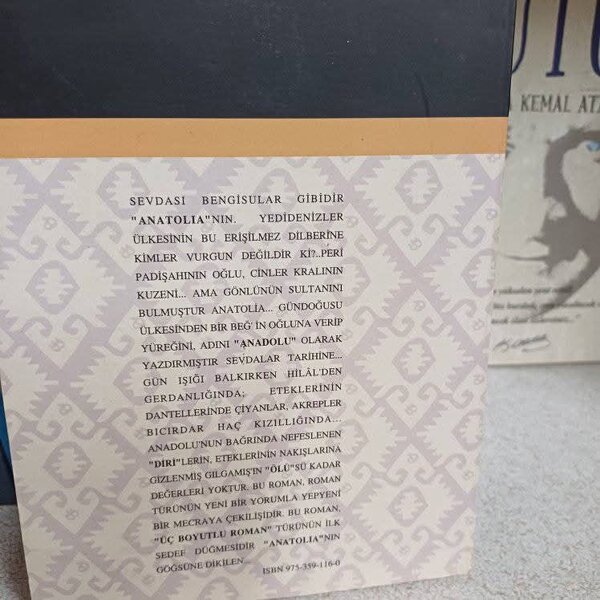 SEVDASI BENGİSULAR GİBİDİR
"ANATOLIA"NIN. YEDİDENİZLER
ÜLKESİNİN BU ERİŞİLMEZ DİLBERİNE
KİMLER VURGUN DEĞİLDİR Kİ?..PERİ
PADİŞAHININ OĞLU, CİNLER KRALININ
KUZENİ... AMA GÖNLÜNÜN SULTANINI
BULMUŞTUR ANATOLIA... GÜNDOĞUSU
ÜLKESİNDEN BİR BEĞ' İN OĞLUNA VERİP
YÜREĞİNİ, ADINI "ANADOLU" OLARAK
YAZDIRMIŞTIR SEVDALAR TARİHİNE...
GÜN IŞIĞI BALKIRKEN HİLÂL'DEN
GERDANLIĞINDA; ETEKLERİNİN
DANTELLERİNDE ÇIYANLAR, AKREPLER
BICIRDAR HAÇ KIZILLIĞINDA...
ANADOLU'NUN BAĞRINDA NEFESLENEN
"DİRİ"LERİN, ETEKLERİNİN NAKIŞLARINA
GİZLENMİŞ GILGAMIŞ'IN "ÖLÜ"SÜ KADAR
DEĞERLERİ YOKTUR. BU ROMAN, ROMAN
TÜRÜNÜN YENİ BİR YORUMLA YEPYENİ
BİR MECRAYA ÇEKİLİŞİDİR. BU ROMAN,
"ÜÇ BOYUTLU ROMAN" TÜRÜNÜN İLK
SEDEF DÜĞMESİDİR "ANATOLIA"NIN
GÖĞSÜNE DİKİLEN....
ISBN 975-359-116-0
KEMAL ATA